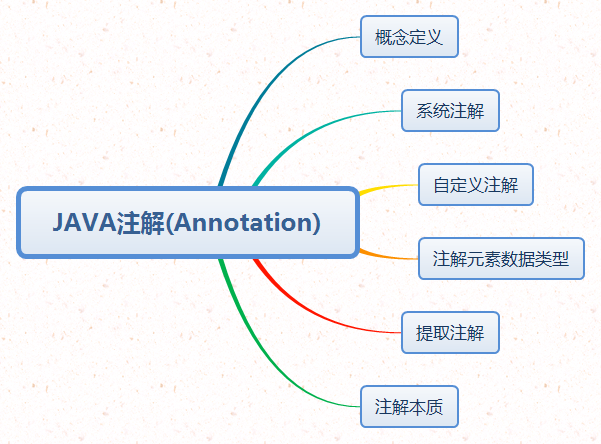 概念定义
系统注解
自定义注解
JAVA注解(Annotation)
注解元素数据类型
提取注解
注解本质